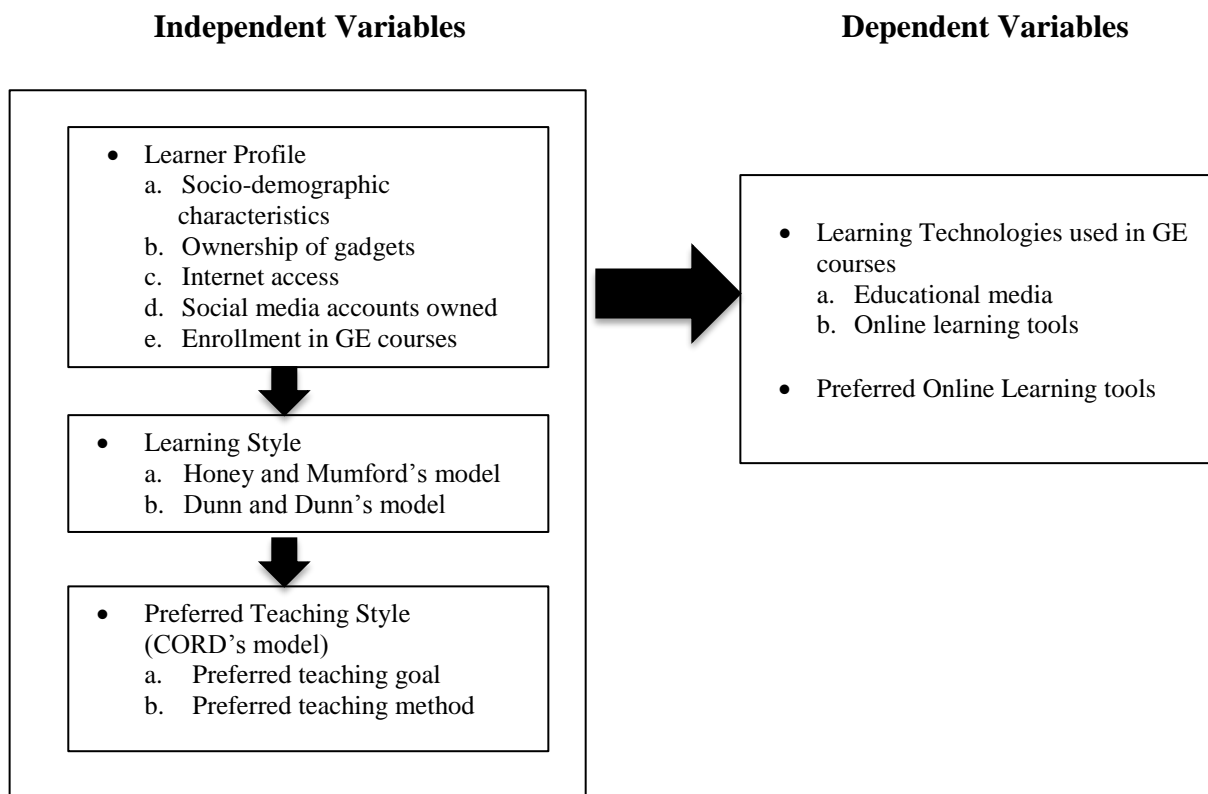 Independent Variables
Dependent Variables
• Learner Profile
a. Socio-demographic
characteristics
b. Ownership of gadgets
c. Internet access
d. Social media accounts owned
e. Enrollment in GE courses
• Learning Style
a. Honey and Mumford’s model
b. Dunn and Dunn’s model
• Preferred Teaching Style
(CORD’s model)
a. Preferred teaching goal
b. Preferred teaching method
• Learning Technologies used in GE
courses
a. Educational media
b. Online learning tools
• Preferred Online Learning tools